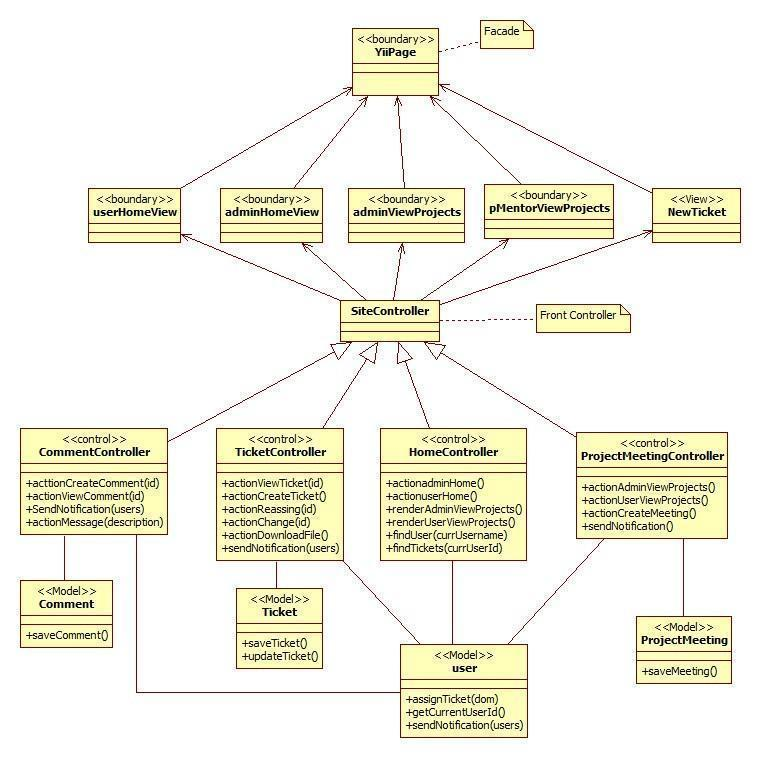 <<boundary>>
YiiPage
Facade
<<boundary>>
userHomeView
<<boundary>>
adminHomeView
<<boundary>>
adminViewProjects
<<boundary>>
pMentorViewProjects
<<View>>
NewTicket
SiteController
Front Controller
<<control>>
CommentController
+acttionCreateComment(id)
+actionViewComment(id)
+SendNotification(users)
+actionMessage(description)
<<control>>
TicketController
+actionViewTicket(id)
+actionCreateTicket()
+actionReassing(id)
+actionChange(id)
+actionDownloadFile()
+sendNotification(users)
<<control>>
HomeController
+actionadminHome()
+actionuserHome()
+renderAdminViewProjects()
+renderUserViewProjects()
+findUser(currUsername)
+findTickets(currUserId)
<<control>>
ProjectMeetingController
+actionAdminViewProjects()
+actionUserViewProjects()
+actionCreateMeeting()
+sendNotification()
<<Model>>
Comment
+saveComment()
<<Model>>
Ticket
+saveTicket()
+updateTicket()
<<Model>>
user
+assignTicket(dom)
+getCurrentUserId()
+sendNotification(users)
<<Model>>
ProjectMeeting
+saveMeeting()